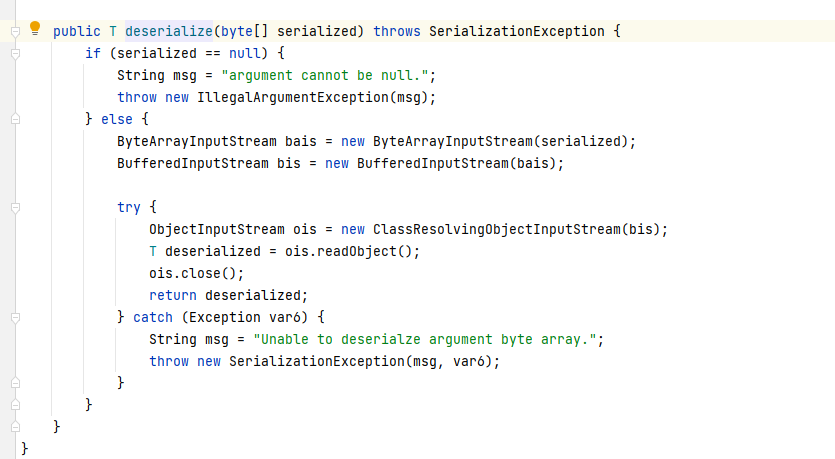 public T deserialize(byte[] serialized) throws SerializationException {
if (serialized == null) {
String msg = "argument cannot be null.";
throw new IllegalArgumentException(msg);
} else {
ByteArrayInputStream bais = new ByteArrayInputStream(serialized);
BufferedInputStream bis = new BufferedInputStream(bais);
try {
ObjectInputStream ois = new ClassResolvingObjectInputStream(bis);
T deserialized = ois.readObject();
ois.close();
return deserialized;
} catch (Exception var6) {
String msg = "Unable to deserialze argument byte array.";
throw new SerializationException(msg, var6);
}
}
}
}